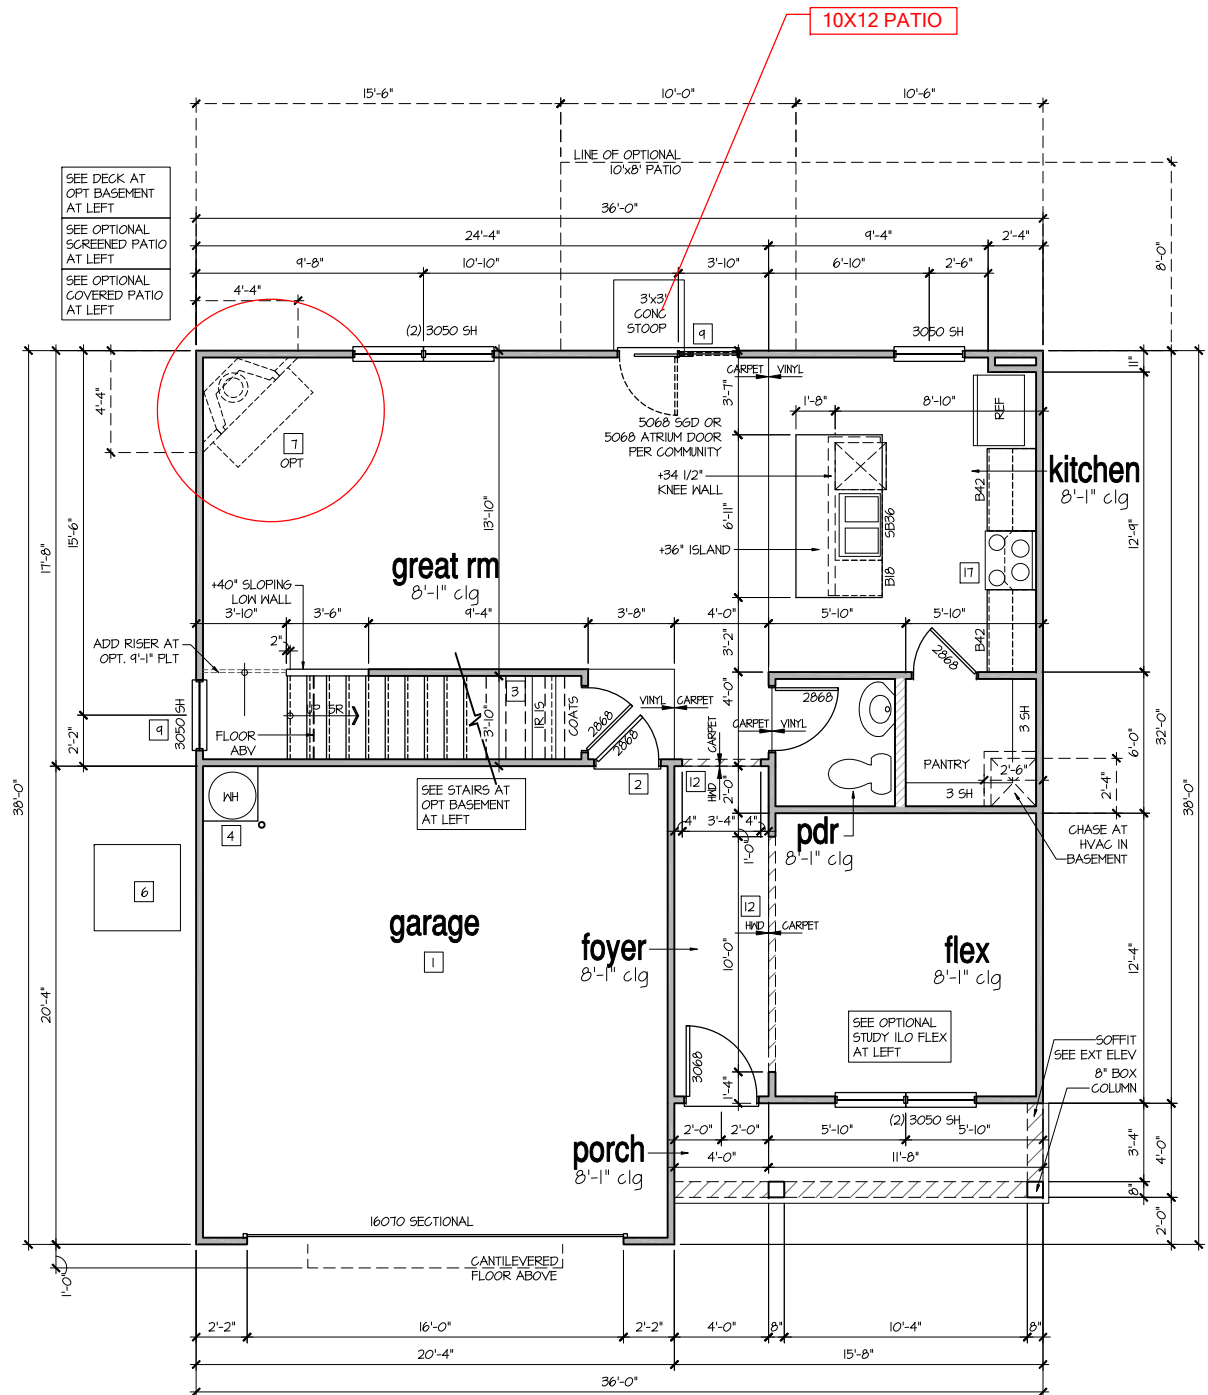 10X12 PATIO
15'-6"
10'-0"
10'-6"
LINE OF OPTIONAL
10'x8' PATIO
SEE DECK AT
OPT BASEMENT
AT LEFT
SEE OPTIONAL
SCREENED PATIO
AT LEFT
SEE OPTIONAL
COVERED PATIO
AT LEFT
36'-0"
24'-4"
9'-4"
2'-4"
8'-0"
9'-8"
10'-10"
3'-10"
6'-10"
2'-6"
4'-4"
3'x3'
CONC
STOOP
(2) 3050 SH
9
3050 SH
CARPET
VINYL
11"
4'-4"
3'-7"
1'-8"
8'-10"
REF
7
OPT
5068 SGD OR
5068 ATRIUM DOOR
PER COMMUNITY
+34 1/2"
KNEE WALL
kitchen
8'-1" clg
B42
SB36
15'-6"
17'-8"
13'-10"
6'-11"
12'-9"
+36" ISLAND
B18
17
great rm
8'-1" clg
+40" SLOPING
LOW WALL
3'-10"
3'-6"
9'-4"
3'-8"
4'-0"
5'-10"
5'-10"
ADD RISER AT
OPT. 9'-1" PLT
2"
3'-2"
B42
2868
3
4'-0"
VINYL
CARPET
2868
3 SH
9
3050 SH
5R
1R 1S
COATS
2868
2868
CARPET
VINYL
CARPET
3'-10"
FLOOR
ABV
2'-2"
6'-0"
32'-0"
PANTRY
2'-6"
3 SH
2'-4"
WH
4
SEE STAIRS AT
OPT BASEMENT
AT LEFT
2
12
HWD
2'-0"
4"
3'-4"
4"
1'-0"
pdr
8'-1" clg
CHASE AT
HVAC IN
BASEMENT
38'-0"
38'-0"
6
garage
1
12
HWD
CARPET
foyer
8'-1" clg
10'-0"
flex
8'-1" clg
12'-4"
20'-4"
SEE OPTIONAL
STUDY ILO FLEX
AT LEFT
SOFFIT
SEE EXT ELEV
8" BOX
COLUMN
3068
1'-4"
(2) 3050 SH
2'-0"
2'-0"
5'-10"
5'-10"
porch
8'-1" clg
4'-0"
11'-8"
3'-4"
4'-0"
8"
2'-0"
16070 SECTIONAL
CANTILEVERED
FLOOR ABOVE
1'-0"
2'-2"
16'-0"
2'-2"
4'-0"
8"
10'-4"
8"
20'-4"
15'-8"
36'-0"